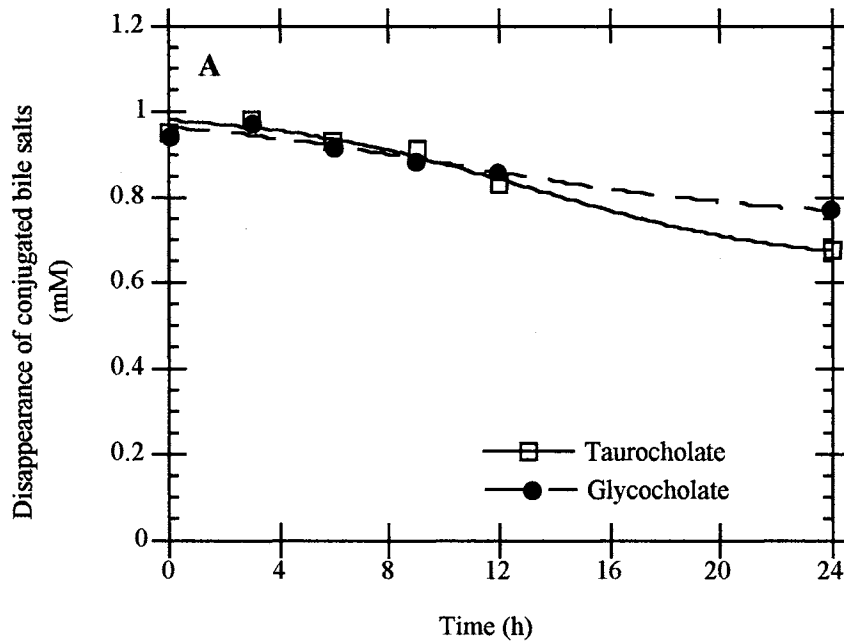 1.2
A
1
0.8
0.6
0.4
0.2
0
Disappearance of conjugated bile salts
(mM)
Taurocholate
Glycocholate
0 4 8 12 16 20 24
Time (h)